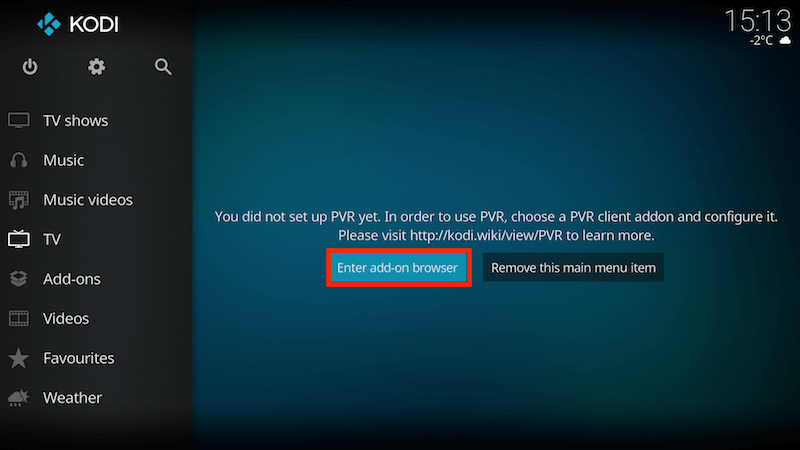 KODI
15:13
-2°C
TV shows
Music
Music videos
TV
Add-ons
Videos
Favourites
Weather
You did not set up PVR yet. In order to use PVR, choose a PVR client addon and configure it.
Please visit http://kodi.wiki/view/PVR to learn more.
Enter add-on browser
Remove this main menu item